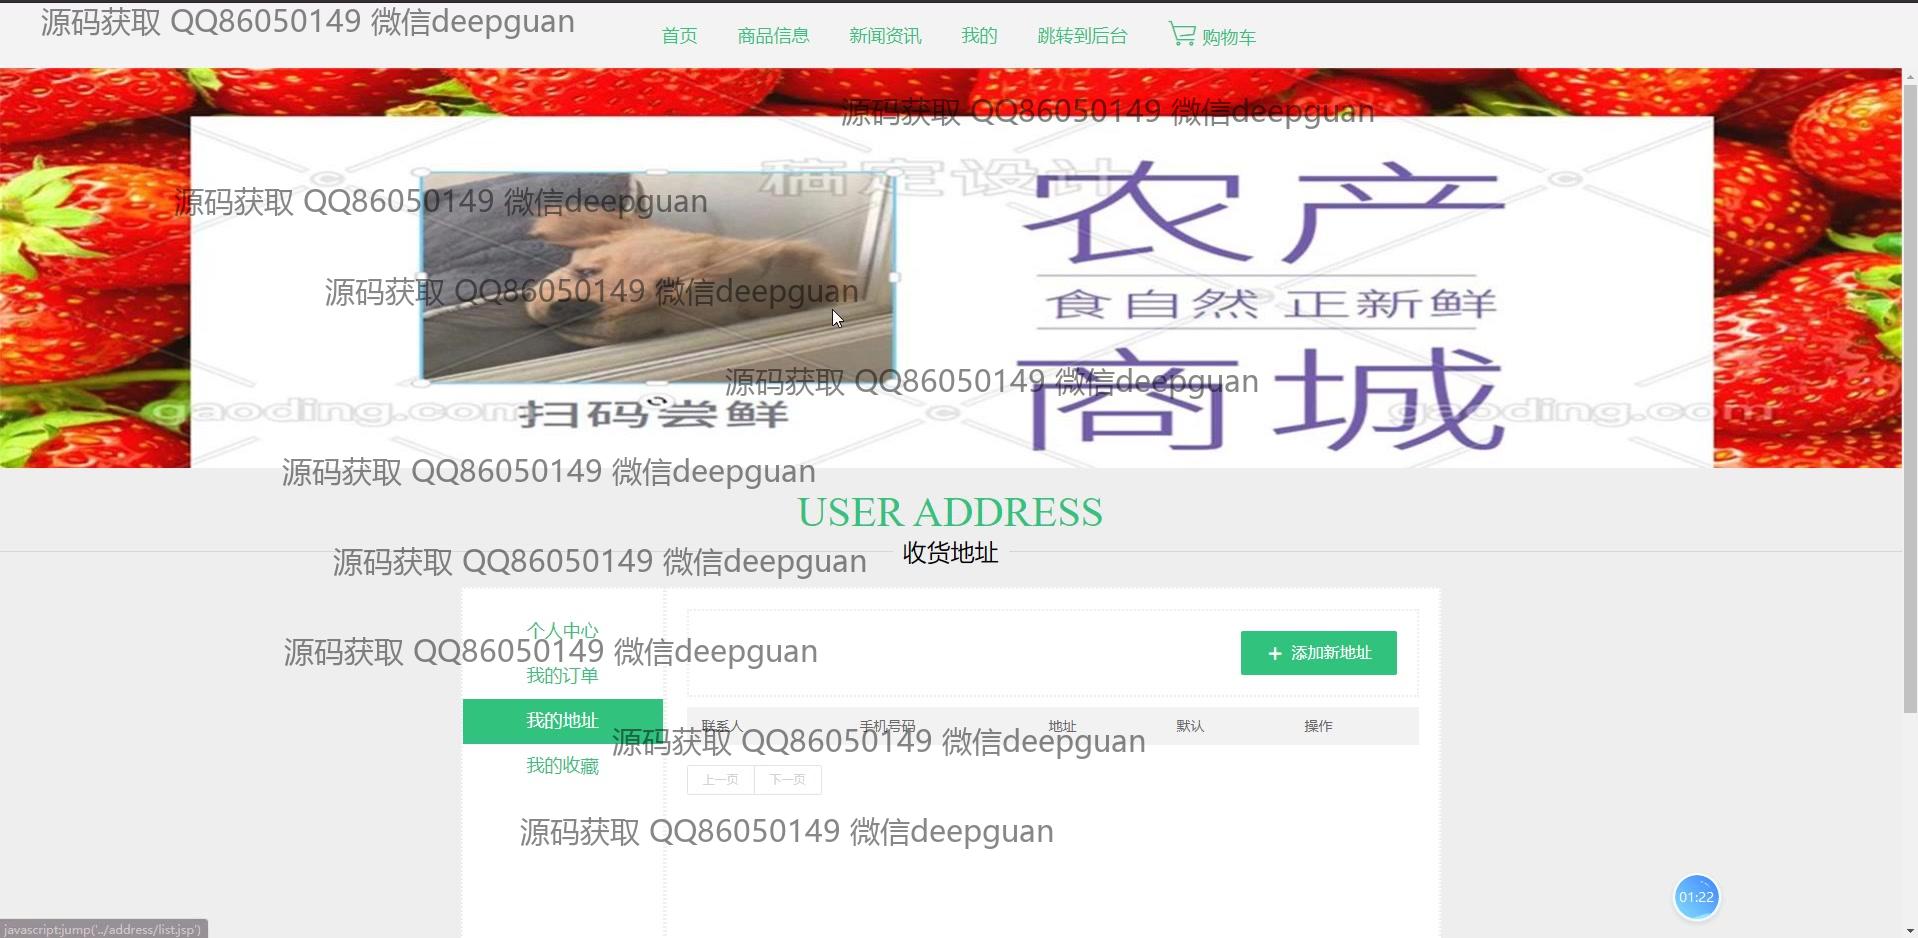 源码获取 QQ86050149 微信deepguan
首页 商品信息 新闻资讯 我的 跳转到后台 购物车
源码获取 QQ86050149 微信deepguan
稿定设计
农产
源码获取 QQ86050149 微信deepguan
源码获取 QQ86050149 微信deepguan
食自然 正新鲜
商城
源码获取 QQ86050149 微信deepguan
gaoding.com
扫码尝鲜
gaoding.com
源码获取 QQ86050149 微信deepguan
USER ADDRESS
收货地址
源码获取 QQ86050149 微信deepguan
个人中心
源码获取 QQ86050149 微信deepguan
添加新地址
我的订单
我的地址
联系人 手机号码 地址 默认 操作
源码获取 QQ86050149 微信deepguan
我的收藏
上一页 下一页
源码获取 QQ86050149 微信deepguan
01:22
javascript:jump('../address/list.jsp')